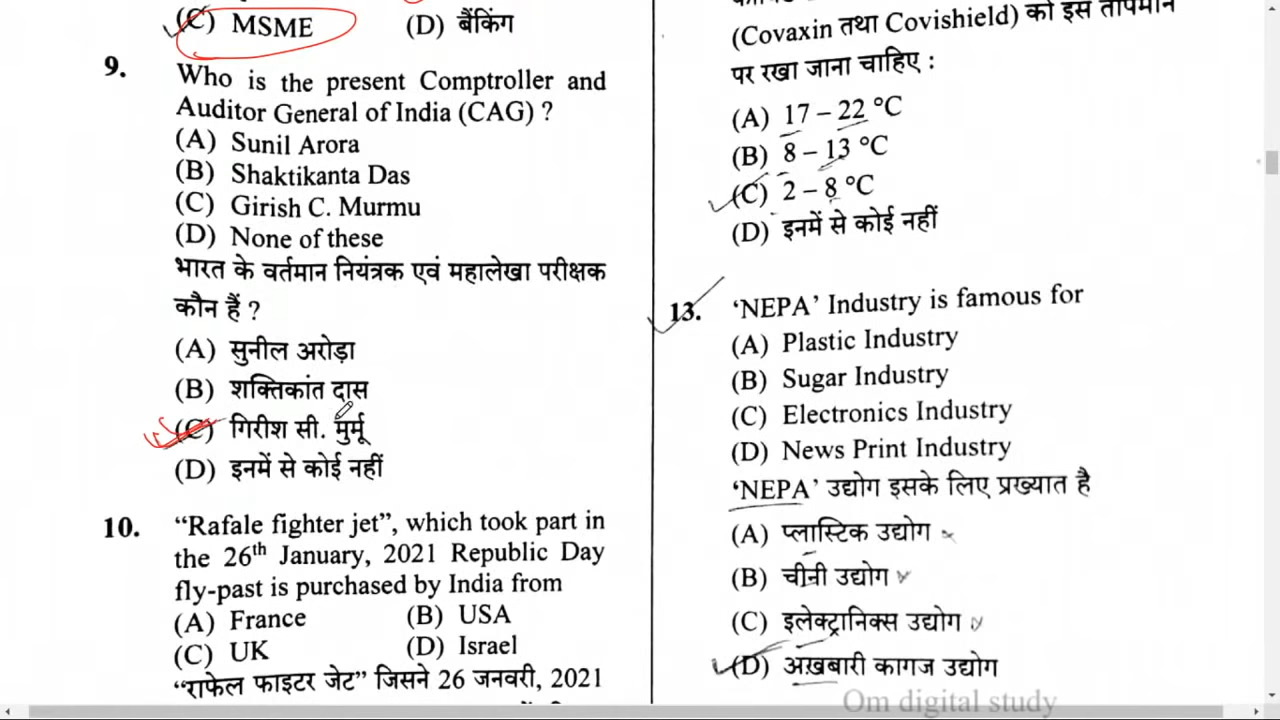 (C) MSME (D) बैंकिंग
9. Who is the present Comptroller and
Auditor General of India (CAG) ?
(A) Sunil Arora
(B) Shaktikanta Das
(C) Girish C. Murmu
(D) None of these
भारत के वर्तमान नियंत्रक एवं महालेखा परीक्षक
कौन हैं ?
(A) सुनील अरोड़ा
(B) शक्तिकांत दास
(C) गिरीश सी. मुर्मू
(D) इनमें से कोई नहीं
10. “Rafale fighter jet”, which took part in
the 26th January, 2021 Republic Day
fly-past is purchased by India from
(A) France (B) USA
(C) UK (D) Israel
“राफेल फाइटर जेट” जिसने 26 जनवरी, 2021
(Covaxin तथा Covishield) को इस तापमान
पर रखा जाना चाहिए :
(A) 17 – 22 °C
(B) 8 – 13 °C
(C) 2 – 8 °C
(D) इनमें से कोई नहीं
13. ‘NEPA’ Industry is famous for
(A) Plastic Industry
(B) Sugar Industry
(C) Electronics Industry
(D) News Print Industry
‘NEPA’ उद्योग इसके लिए प्रख्यात है
(A) प्लास्टिक उद्योग
(B) चीनी उद्योग
(C) इलेक्ट्रानिक्स उद्योग
(D) अख़बारी कागज उद्योग
Om digital study